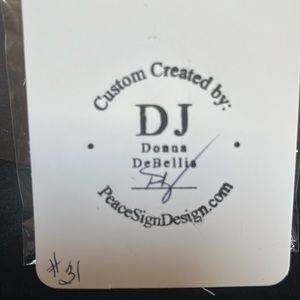 Custom Created by:
DJ
Donna
DeBellis
PeaceSignDesign.com
#31